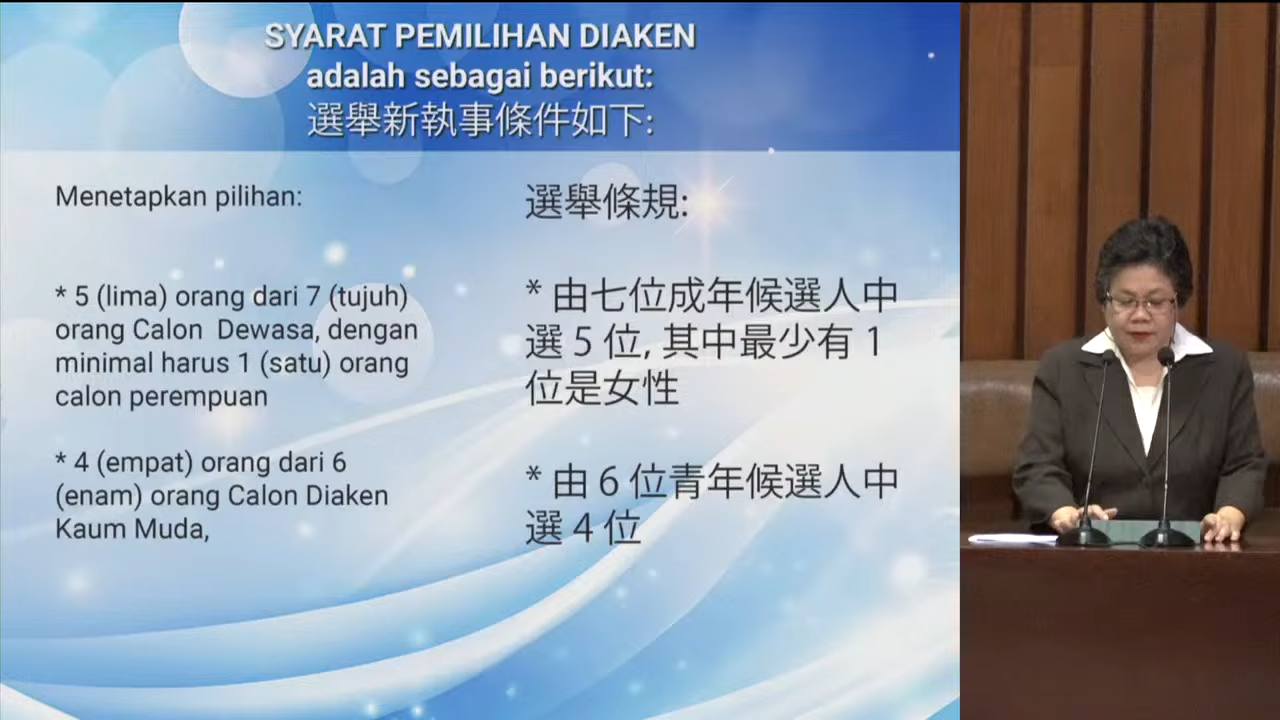 SYARAT PEMILIHAN DIAKEN
adalah sebagai berikut:
選舉新執事條件如下:
Menetapkan pilihan:
* 5 (lima) orang dari 7 (tujuh)
orang Calon Dewasa, dengan
minimal harus 1 (satu) orang
calon perempuan
* 4 (empat) orang dari 6
(enam) orang Calon Diaken
Kaum Muda,
選舉條規:
* 由七位成年候選人中
選 5 位, 其中最少有 1
位是女性
* 由 6 位青年候選人中
選 4 位